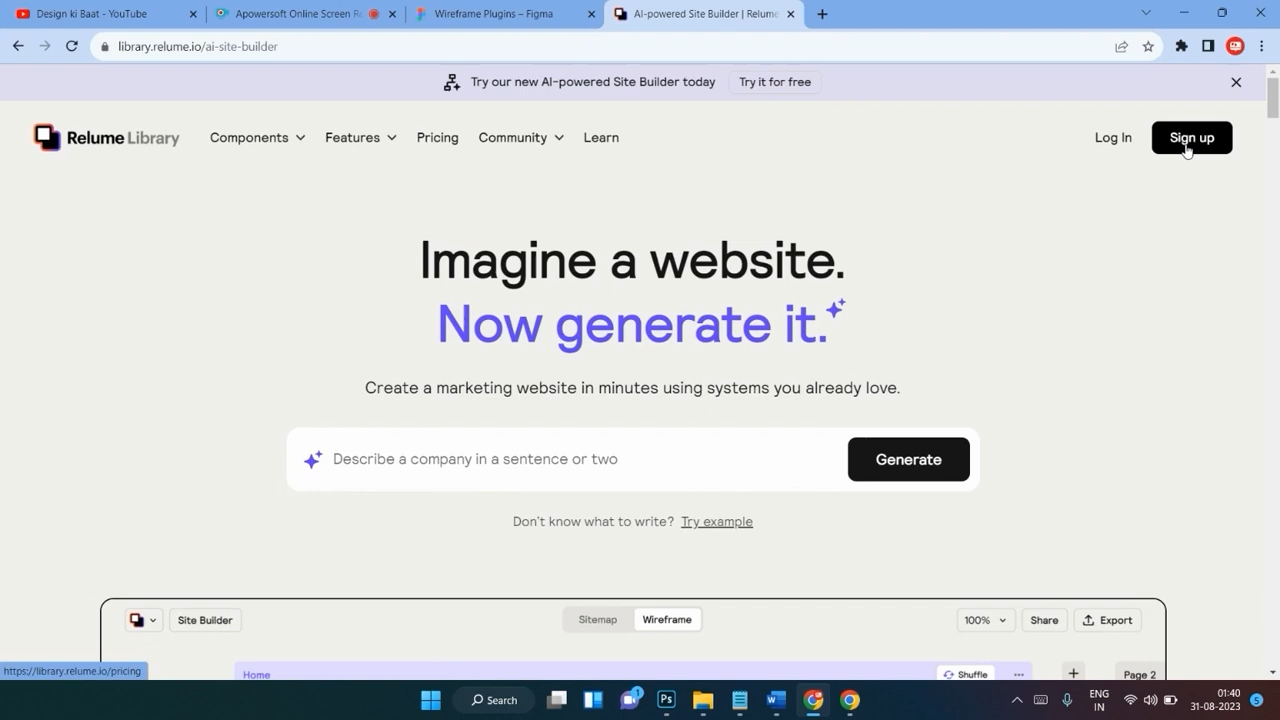 Design ki Baat - YouTube
Apowersoft Online Screen Re
Wireframe Plugins – Figma
AI-powered Site Builder | Relume
library.relume.io/ai-site-builder
Try our new AI-powered Site Builder today
Try it for free
Relume Library
Components
Features
Pricing
Community
Learn
Log In
Sign up
Imagine a website.
Now generate it.
Create a marketing website in minutes using systems you already love.
Describe a company in a sentence or two
Generate
Don't know what to write? Try example
Site Builder
Sitemap
Wireframe
100%
Share
Export
https://library.relume.io/pricing
Home
Shuffle
Page 2
Search
1
Ps
W
ENG
IN
01:40
31-08-2023
5